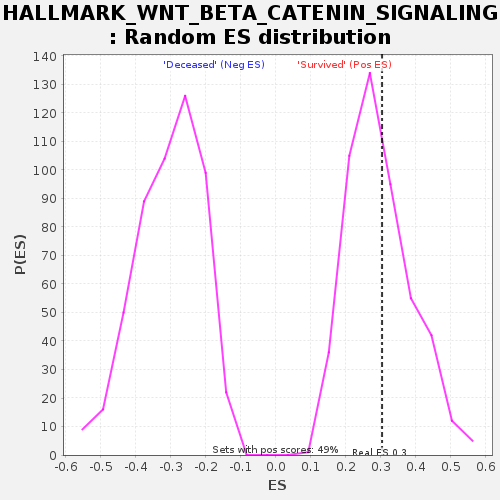 HALLMARK_WNT_BETA_CATENIN_SIGNALING
: Random ES distribution
'Deceased' (Neg ES) 'Survived' (Pos ES)
140
130
120
110
100
90
80
70
60
50
40
30
20
10
0
P(ES)
Sets with pos scores: 49%
Real ES 0.3
-0.6 -0.5 -0.4 -0.3 -0.2 -0.1 0.0 0.1 0.2 0.3 0.4 0.5 0.6
ES